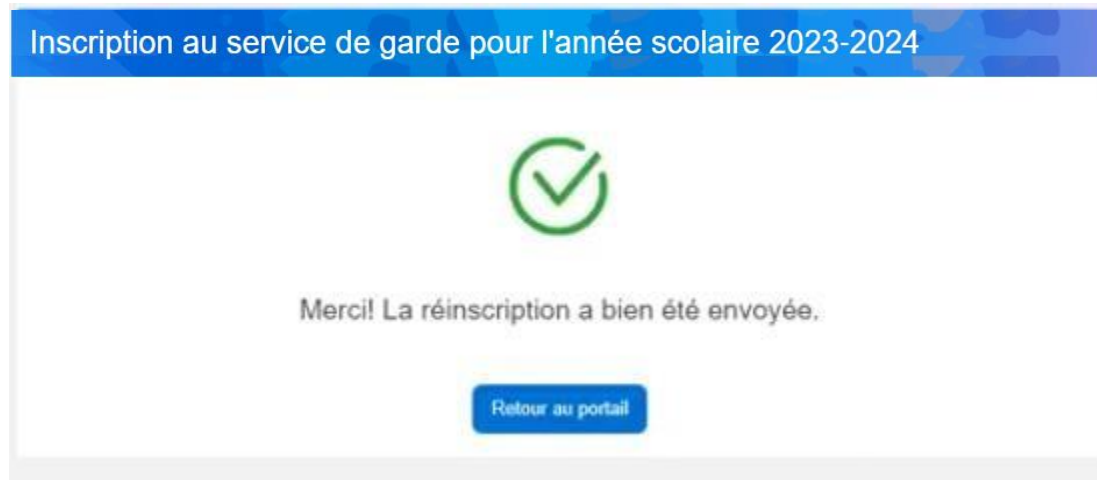 Inscription au service de garde pour l'année scolaire 2023-2024
Merci! La réinscription a bien été envoyée.
Retour au portail